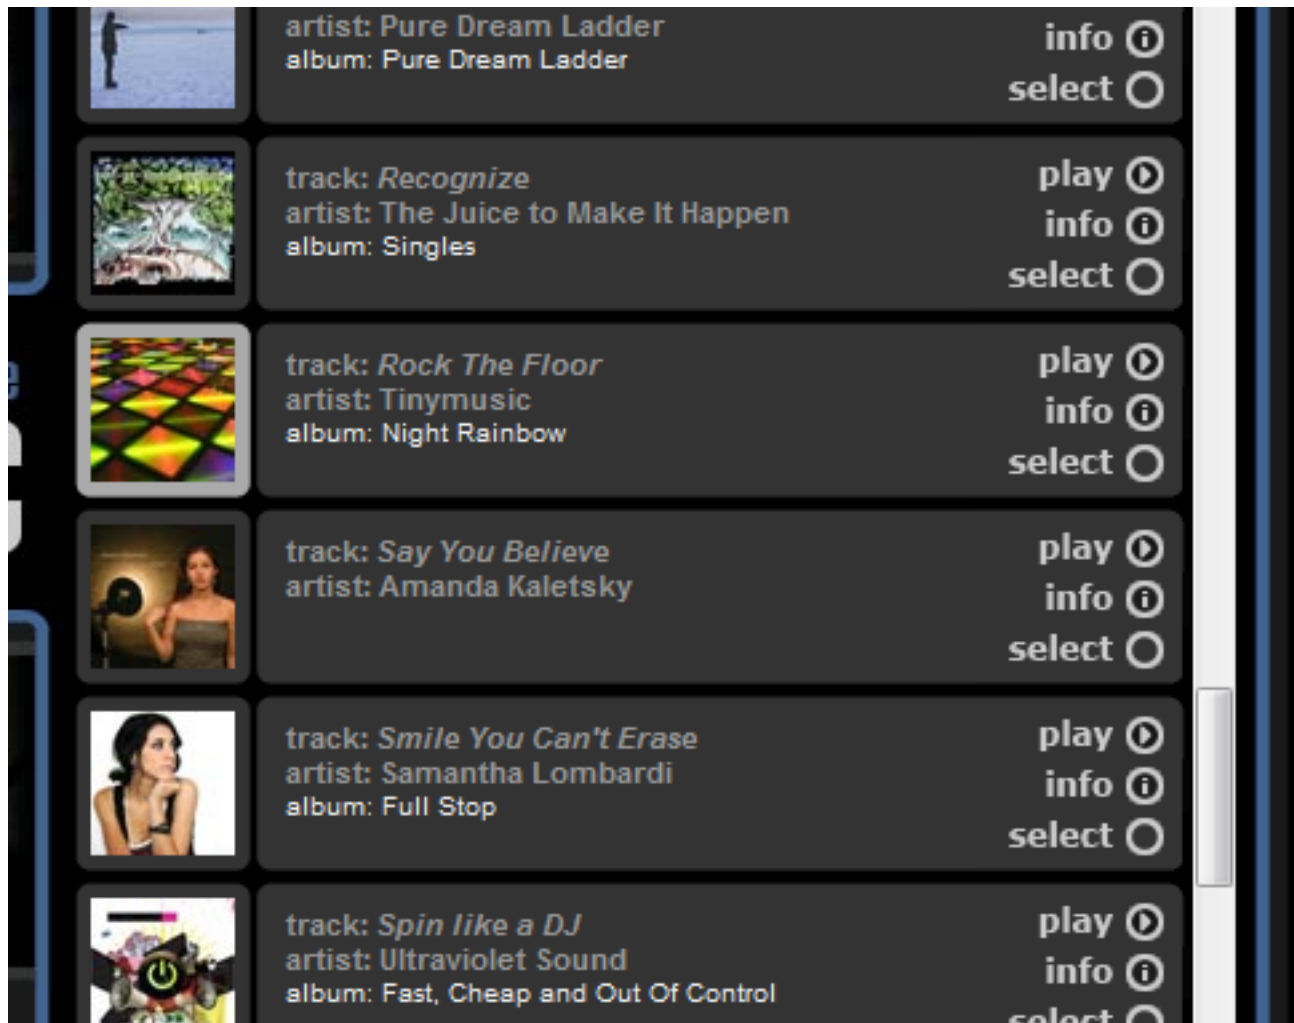 artist: Pure Dream Ladder
album: Pure Dream Ladder
info
select
track: Recognize
artist: The Juice to Make It Happen
album: Singles
play
info
select
track: Rock The Floor
artist: Tinymusic
album: Night Rainbow
play
info
select
track: Say You Believe
artist: Amanda Kaletsky
play
info
select
track: Smile You Can't Erase
artist: Samantha Lombardi
album: Full Stop
play
info
select
track: Spin like a DJ
artist: Ultraviolet Sound
album: Fast, Cheap and Out Of Control
play
info
select